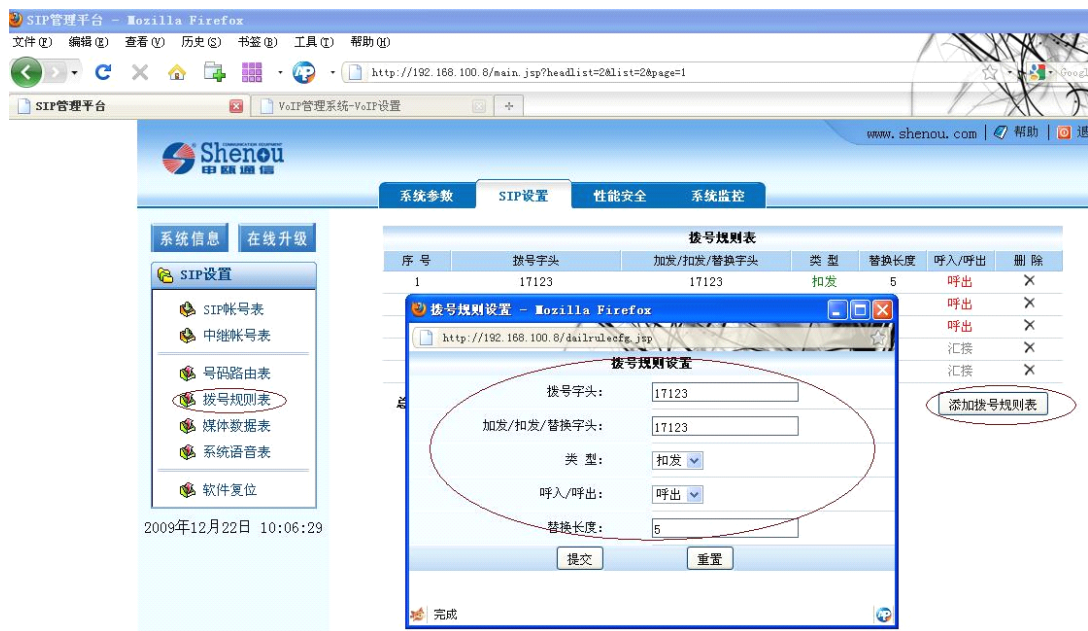 SIP管理平台 - Mozilla Firefox
文件(F) 编辑(E) 查看(V) 历史(S) 书签(B) 工具(T) 帮助(H)
http://192.168.100.8/main.jsp?headlist=2&list=2&page=1
Googl
SIP管理平台
VoIP管理系统-VoIP设置
www.shenou.com | 帮助 | 退
COMMUNICATION EQUIPMENT
Shenou
申瓯通信
系统参数 SIP设置 性能安全 系统监控
系统信息 在线升级
SIP设置
SIP帐号表
中继帐号表
号码路由表
拨号规则表
媒体数据表
系统语音表
软件复位
2009年12月22日 10:06:29
拨号规则表
序 号 拨号字头 加发/扣发/替换字头 类 型 替换长度 呼入/呼出 删 除
1 17123 17123 扣发 5 呼出
呼出
呼出
汇接
汇接
添加拨号规则表
拨号规则设置 - Mozilla Firefox
http://192.168.100.8/dailrulecfg.jsp
拨号规则设置
拨号字头: 17123
加发/扣发/替换字头: 17123
类 型: 扣发
呼入/呼出: 呼出
替换长度: 5
提交 重置
完成